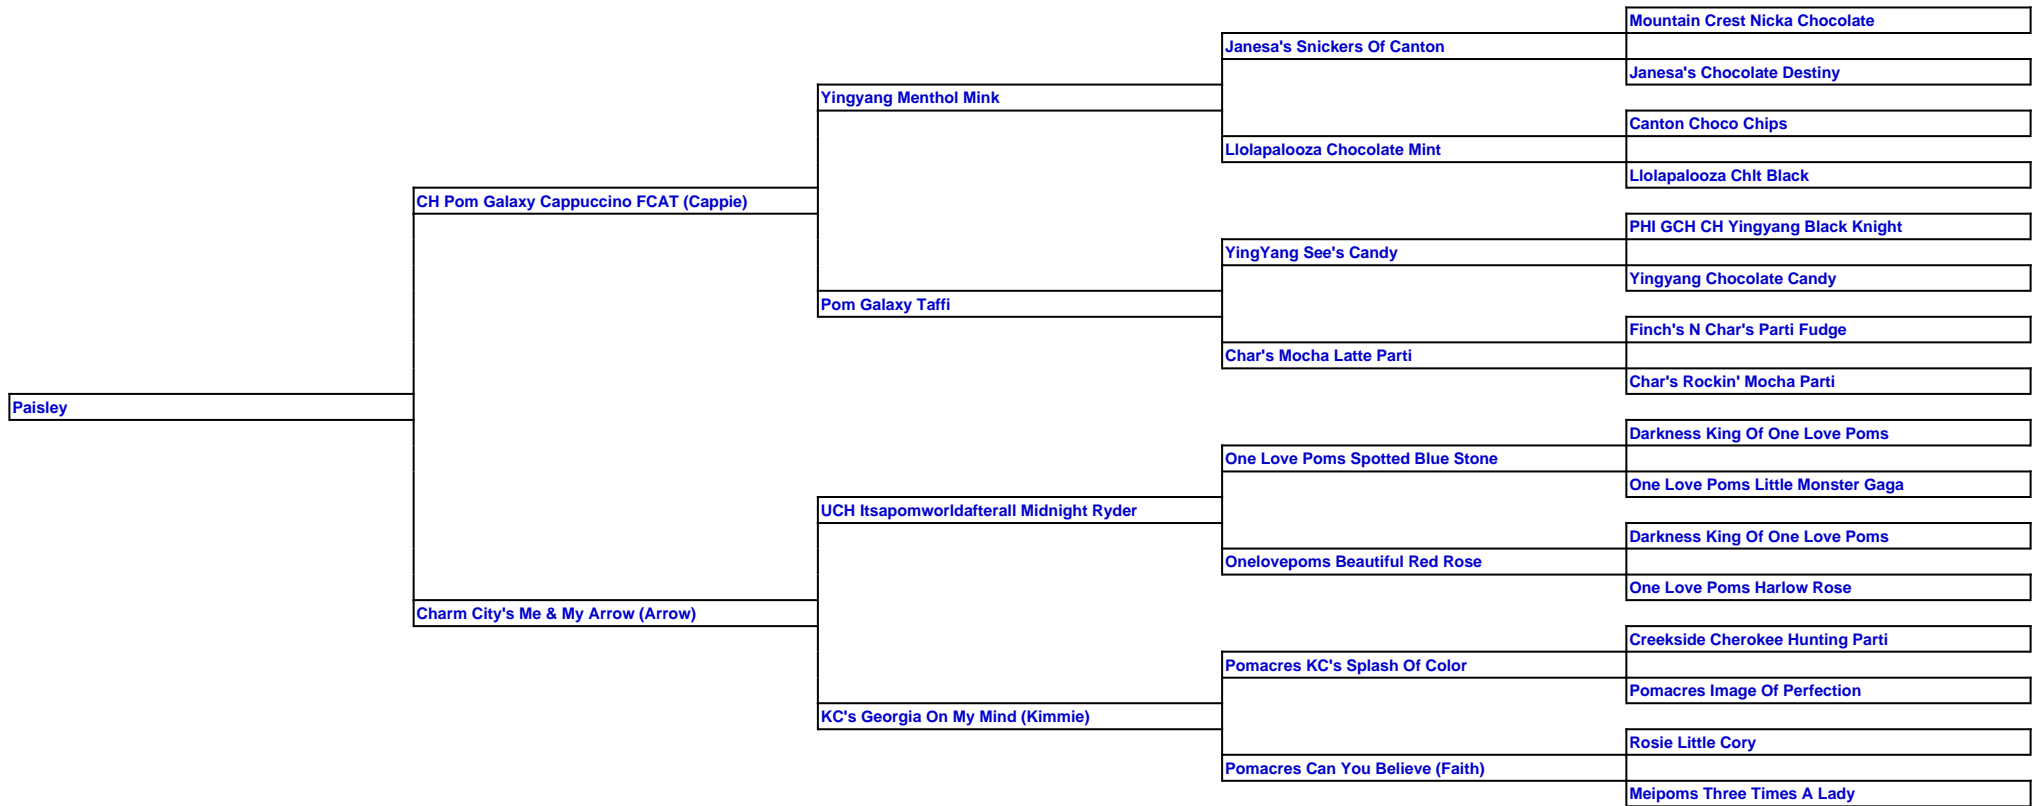 Mountain Crest Nicka Chocolate
Janesa's Snickers Of Canton
Janesa's Chocolate Destiny
Yingyang Menthol Mink
Canton Choco Chips
Llolapalooza Chocolate Mint
Llolapalooza Chlt Black
CH Pom Galaxy Cappuccino FCAT (Cappie)
PHI GCH CH Yingyang Black Knight
YingYang See's Candy
Yingyang Chocolate Candy
Pom Galaxy Taffi
Finch's N Char's Parti Fudge
Char's Mocha Latte Parti
Char's Rockin' Mocha Parti
Paisley
Darkness King Of One Love Poms
One Love Poms Spotted Blue Stone
One Love Poms Little Monster Gaga
UCH Itsapomworldafterall Midnight Ryder
Darkness King Of One Love Poms
Onelovepoms Beautiful Red Rose
One Love Poms Harlow Rose
Charm City's Me & My Arrow (Arrow)
Creekside Cherokee Hunting Parti
Pomacres KC's Splash Of Color
Pomacres Image Of Perfection
KC's Georgia On My Mind (Kimmie)
Rosie Little Cory
Pomacres Can You Believe (Faith)
Meipoms Three Times A Lady